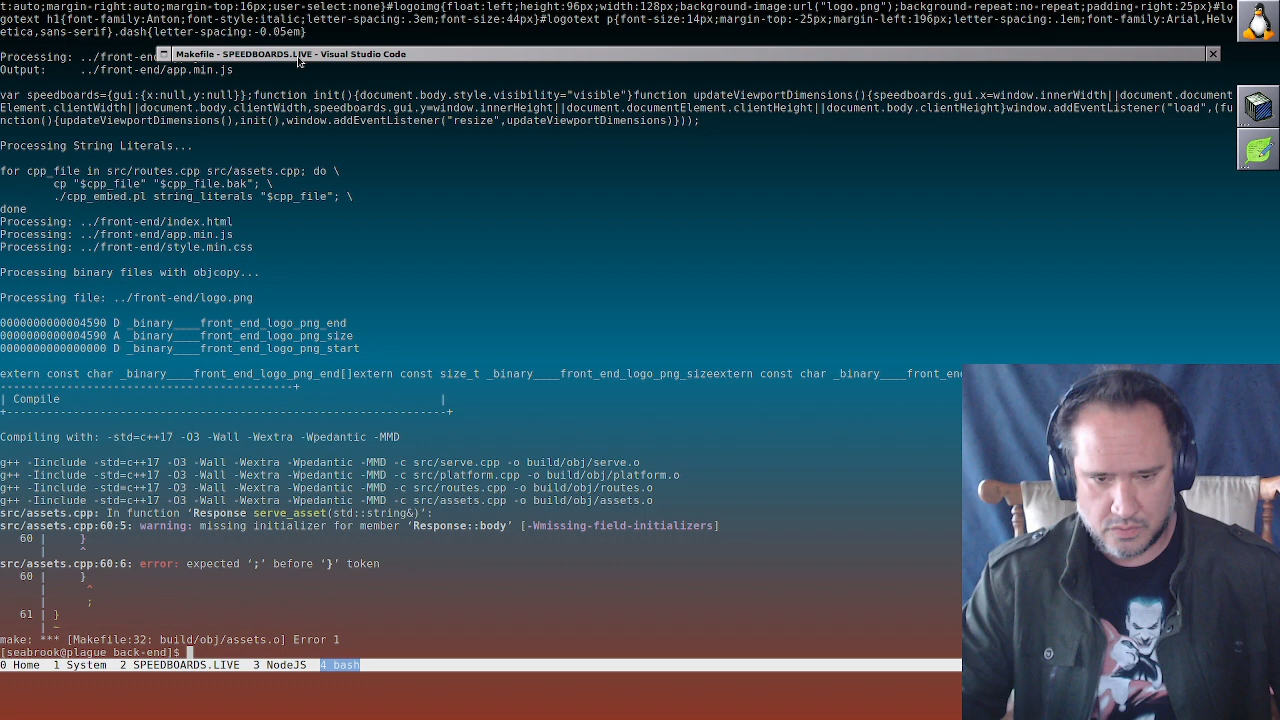 t:auto;margin-right:auto;margin-top:16px;user-select:none}#logoimg{float:left;height:96px;width:128px;background-image:url("logo.png");background-repeat:no-repeat;padding-right:25px}#lo
gotext h1{font-family:Anton;font-style:italic;letter-spacing:.3em;font-size:44px}#logotext p{font-size:14px;margin-top:-25px;margin-left:196px;letter-spacing:.1em;font-family:Arial,Helv
etica,sans-serif}.dash{letter-spacing:-0.05em}
Makefile - SPEEDBOARDS.LIVE - Visual Studio Code
Processing: ../front-en
Output:     ../front-end/app.min.js
var speedboards={gui:{x:null,y:null}};function init(){document.body.style.visibility="visible"}function updateViewportDimensions(){speedboards.gui.x=window.innerWidth||document.document
Element.clientWidth||document.body.clientWidth,speedboards.gui.y=window.innerHeight||document.documentElement.clientHeight||document.body.clientHeight}window.addEventListener("load",(fu
nction(){updateViewportDimensions(),init(),window.addEventListener("resize",updateViewportDimensions)}));
Processing String Literals...
for cpp_file in src/routes.cpp src/assets.cpp; do \
        cp "$cpp_file" "$cpp_file.bak"; \
        ./cpp_embed.pl string_literals "$cpp_file"; \
done
Processing: ../front-end/index.html
Processing: ../front-end/app.min.js
Processing: ../front-end/style.min.css
Processing binary files with objcopy...
Processing file: ../front-end/logo.png
0000000000004590 D _binary____front_end_logo_png_end
0000000000004590 A _binary____front_end_logo_png_size
0000000000000000 D _binary____front_end_logo_png_start
extern const char _binary____front_end_logo_png_end[]extern const size_t _binary____front_end_logo_png_sizeextern const char _binary____front_en
----------------------------------------------+
| Compile                                                            |
+---------------------------------------------------------------------+
Compiling with: -std=c++17 -O3 -Wall -Wextra -Wpedantic -MMD
g++ -Iinclude -std=c++17 -O3 -Wall -Wextra -Wpedantic -MMD -c src/serve.cpp -o build/obj/serve.o
g++ -Iinclude -std=c++17 -O3 -Wall -Wextra -Wpedantic -MMD -c src/platform.cpp -o build/obj/platform.o
g++ -Iinclude -std=c++17 -O3 -Wall -Wextra -Wpedantic -MMD -c src/routes.cpp -o build/obj/routes.o
g++ -Iinclude -std=c++17 -O3 -Wall -Wextra -Wpedantic -MMD -c src/assets.cpp -o build/obj/assets.o
src/assets.cpp: In function ‘Response serve_asset(std::string&)’:
src/assets.cpp:60:5: warning: missing initializer for member ‘Response::body’ [-Wmissing-field-initializers]
   60 |     }
      |     ^
src/assets.cpp:60:6: error: expected ‘;’ before ‘}’ token
   60 |     }
      |      ^
      |      ;
   61 | }
      | ~
make: *** [Makefile:32: build/obj/assets.o] Error 1
[seabrook@plague back-end]$
0 Home  1 System  2 SPEEDBOARDS.LIVE  3 NodeJS  4 bash